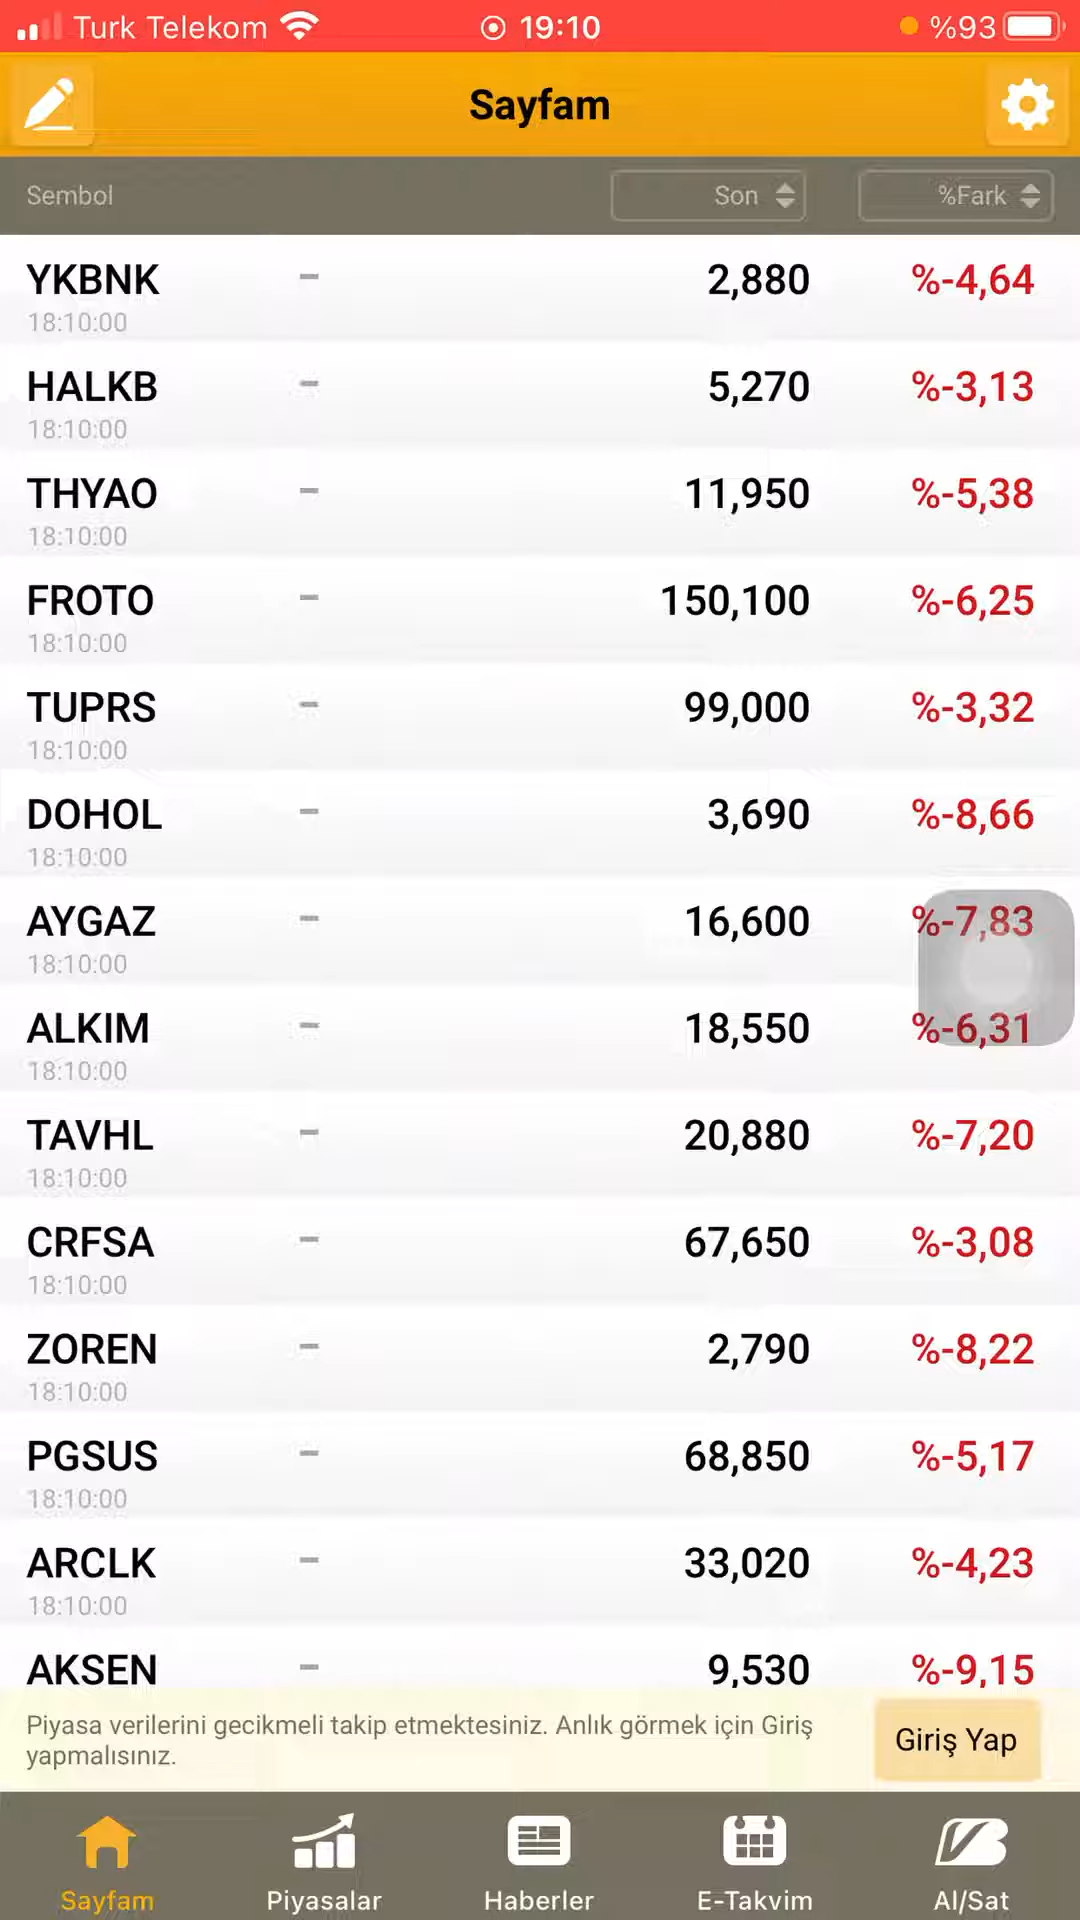 Turk Telekom 19:10 %93
Sayfam
Sembol Son %Fark
YKBNK - 2,880 %-4,64
18:10:00
HALKB - 5,270 %-3,13
18:10:00
THYAO - 11,950 %-5,38
18:10:00
FROTO - 150,100 %-6,25
18:10:00
TUPRS - 99,000 %-3,32
18:10:00
DOHOL - 3,690 %-8,66
18:10:00
AYGAZ - 16,600 %-7,83
18:10:00
ALKIM - 18,550 %-6,31
18:10:00
TAVHL - 20,880 %-7,20
18:10:00
CRFSA - 67,650 %-3,08
18:10:00
ZOREN - 2,790 %-8,22
18:10:00
PGSUS - 68,850 %-5,17
18:10:00
ARCLK - 33,020 %-4,23
18:10:00
AKSEN - 9,530 %-9,15
Piyasa verilerini gecikmeli takip etmektesiniz. Anlık görmek için Giriş
yapmalısınız.
Giriş Yap
Sayfam Piyasalar Haberler E-Takvim Al/Sat